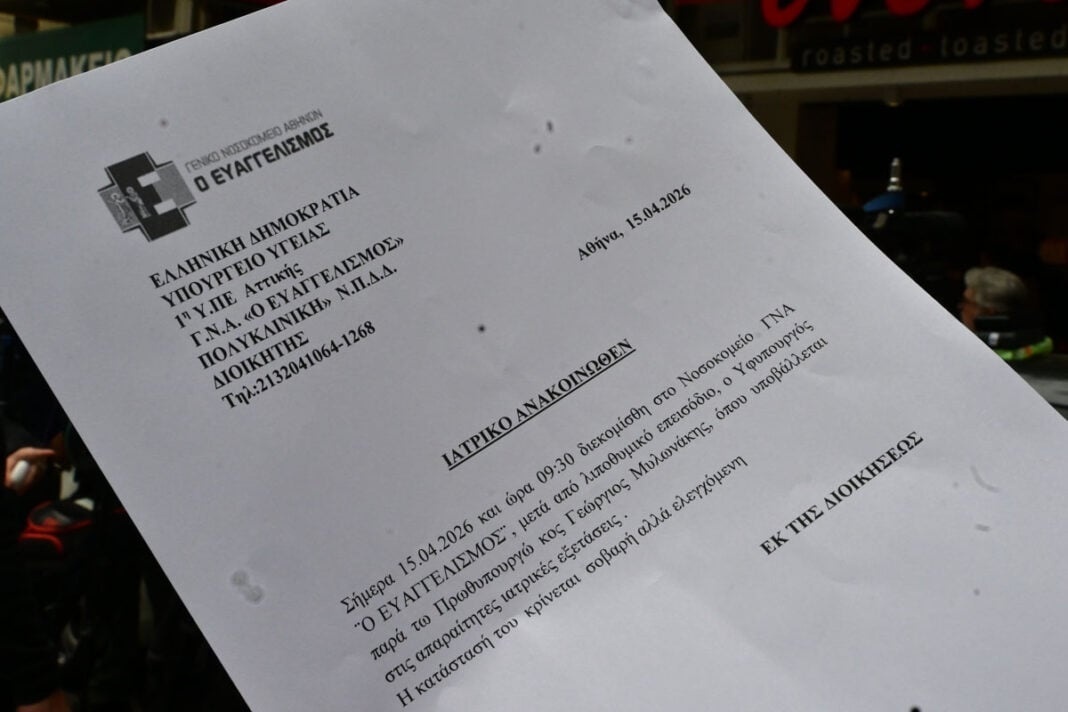 ΦΑΡΜΑΚΕΙΟ
roasted · toasted
ΓΕΝΙΚΟ ΝΟΣΟΚΟΜΕΙΟ ΑΘΗΝΩΝ
Ο ΕΥΑΓΓΕΛΙΣΜΟΣ
ΕΛΛΗΝΙΚΗ ΔΗΜΟΚΡΑΤΙΑ
ΥΠΟΥΡΓΕΙΟ ΥΓΕΙΑΣ
1η Υ.ΠΕ Αττικής
Γ.Ν.Α. «Ο ΕΥΑΓΓΕΛΙΣΜΟΣ»
ΠΟΛΥΚΛΙΝΙΚΗ» Ν.Π.Δ.Δ.
ΔΙΟΙΚΗΤΗΣ
Τηλ:2132041064-1268
Αθήνα, 15.04.2026
ΙΑΤΡΙΚΟ ΑΝΑΚΟΙΝΩΘΕΝ
Σήμερα 15.04.2026 και ώρα 09:30 διεκομίσθη στο Νοσοκομείο ΓΝΑ
¨Ο ΕΥΑΓΓΕΛΙΣΜΟΣ¨, μετά από λιποθυμικό επεισόδιο, ο Υφυπουργός
παρά τω Πρωθυπουργώ κος Γεώργιος Μυλωνάκης, όπου υποβάλλεται
στις απαραίτητες ιατρικές εξετάσεις .
Η κατάστασή του κρίνεται σοβαρή αλλά ελεγχόμενη
ΕΚ ΤΗΣ ΔΙΟΙΚΗΣΕΩΣ